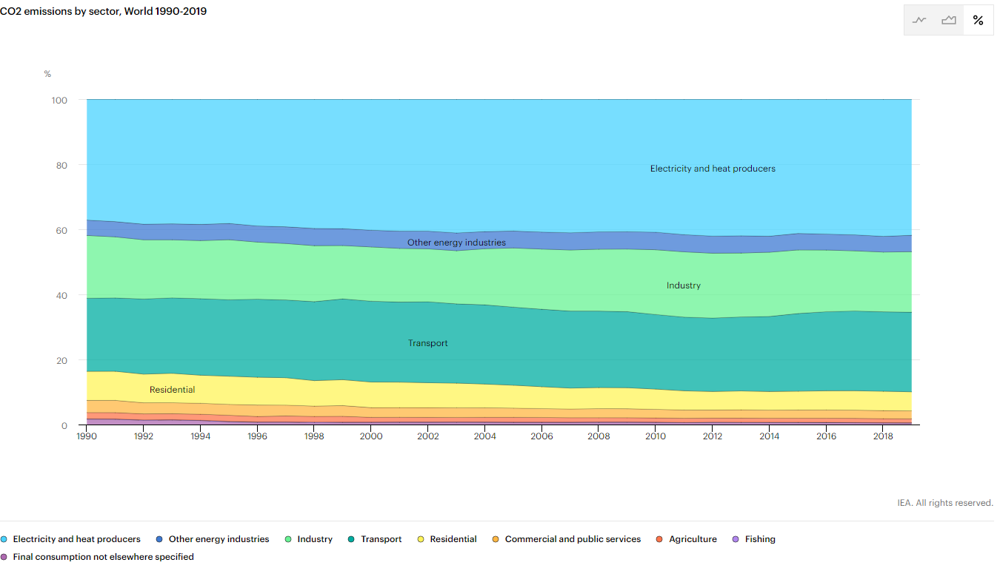 CO2 emissions by sector, World 1990-2019
%
%
100
80
60
40
20
0
Electricity and heat producers
Other energy industries
Industry
Transport
Residential
1990 1992 1994 1996 1998 2000 2002 2004 2006 2008 2010 2012 2014 2016 2018
IEA. All rights reserved.
Electricity and heat producers Other energy industries Industry Transport Residential Commercial and public services Agriculture Fishing
Final consumption not elsewhere specified